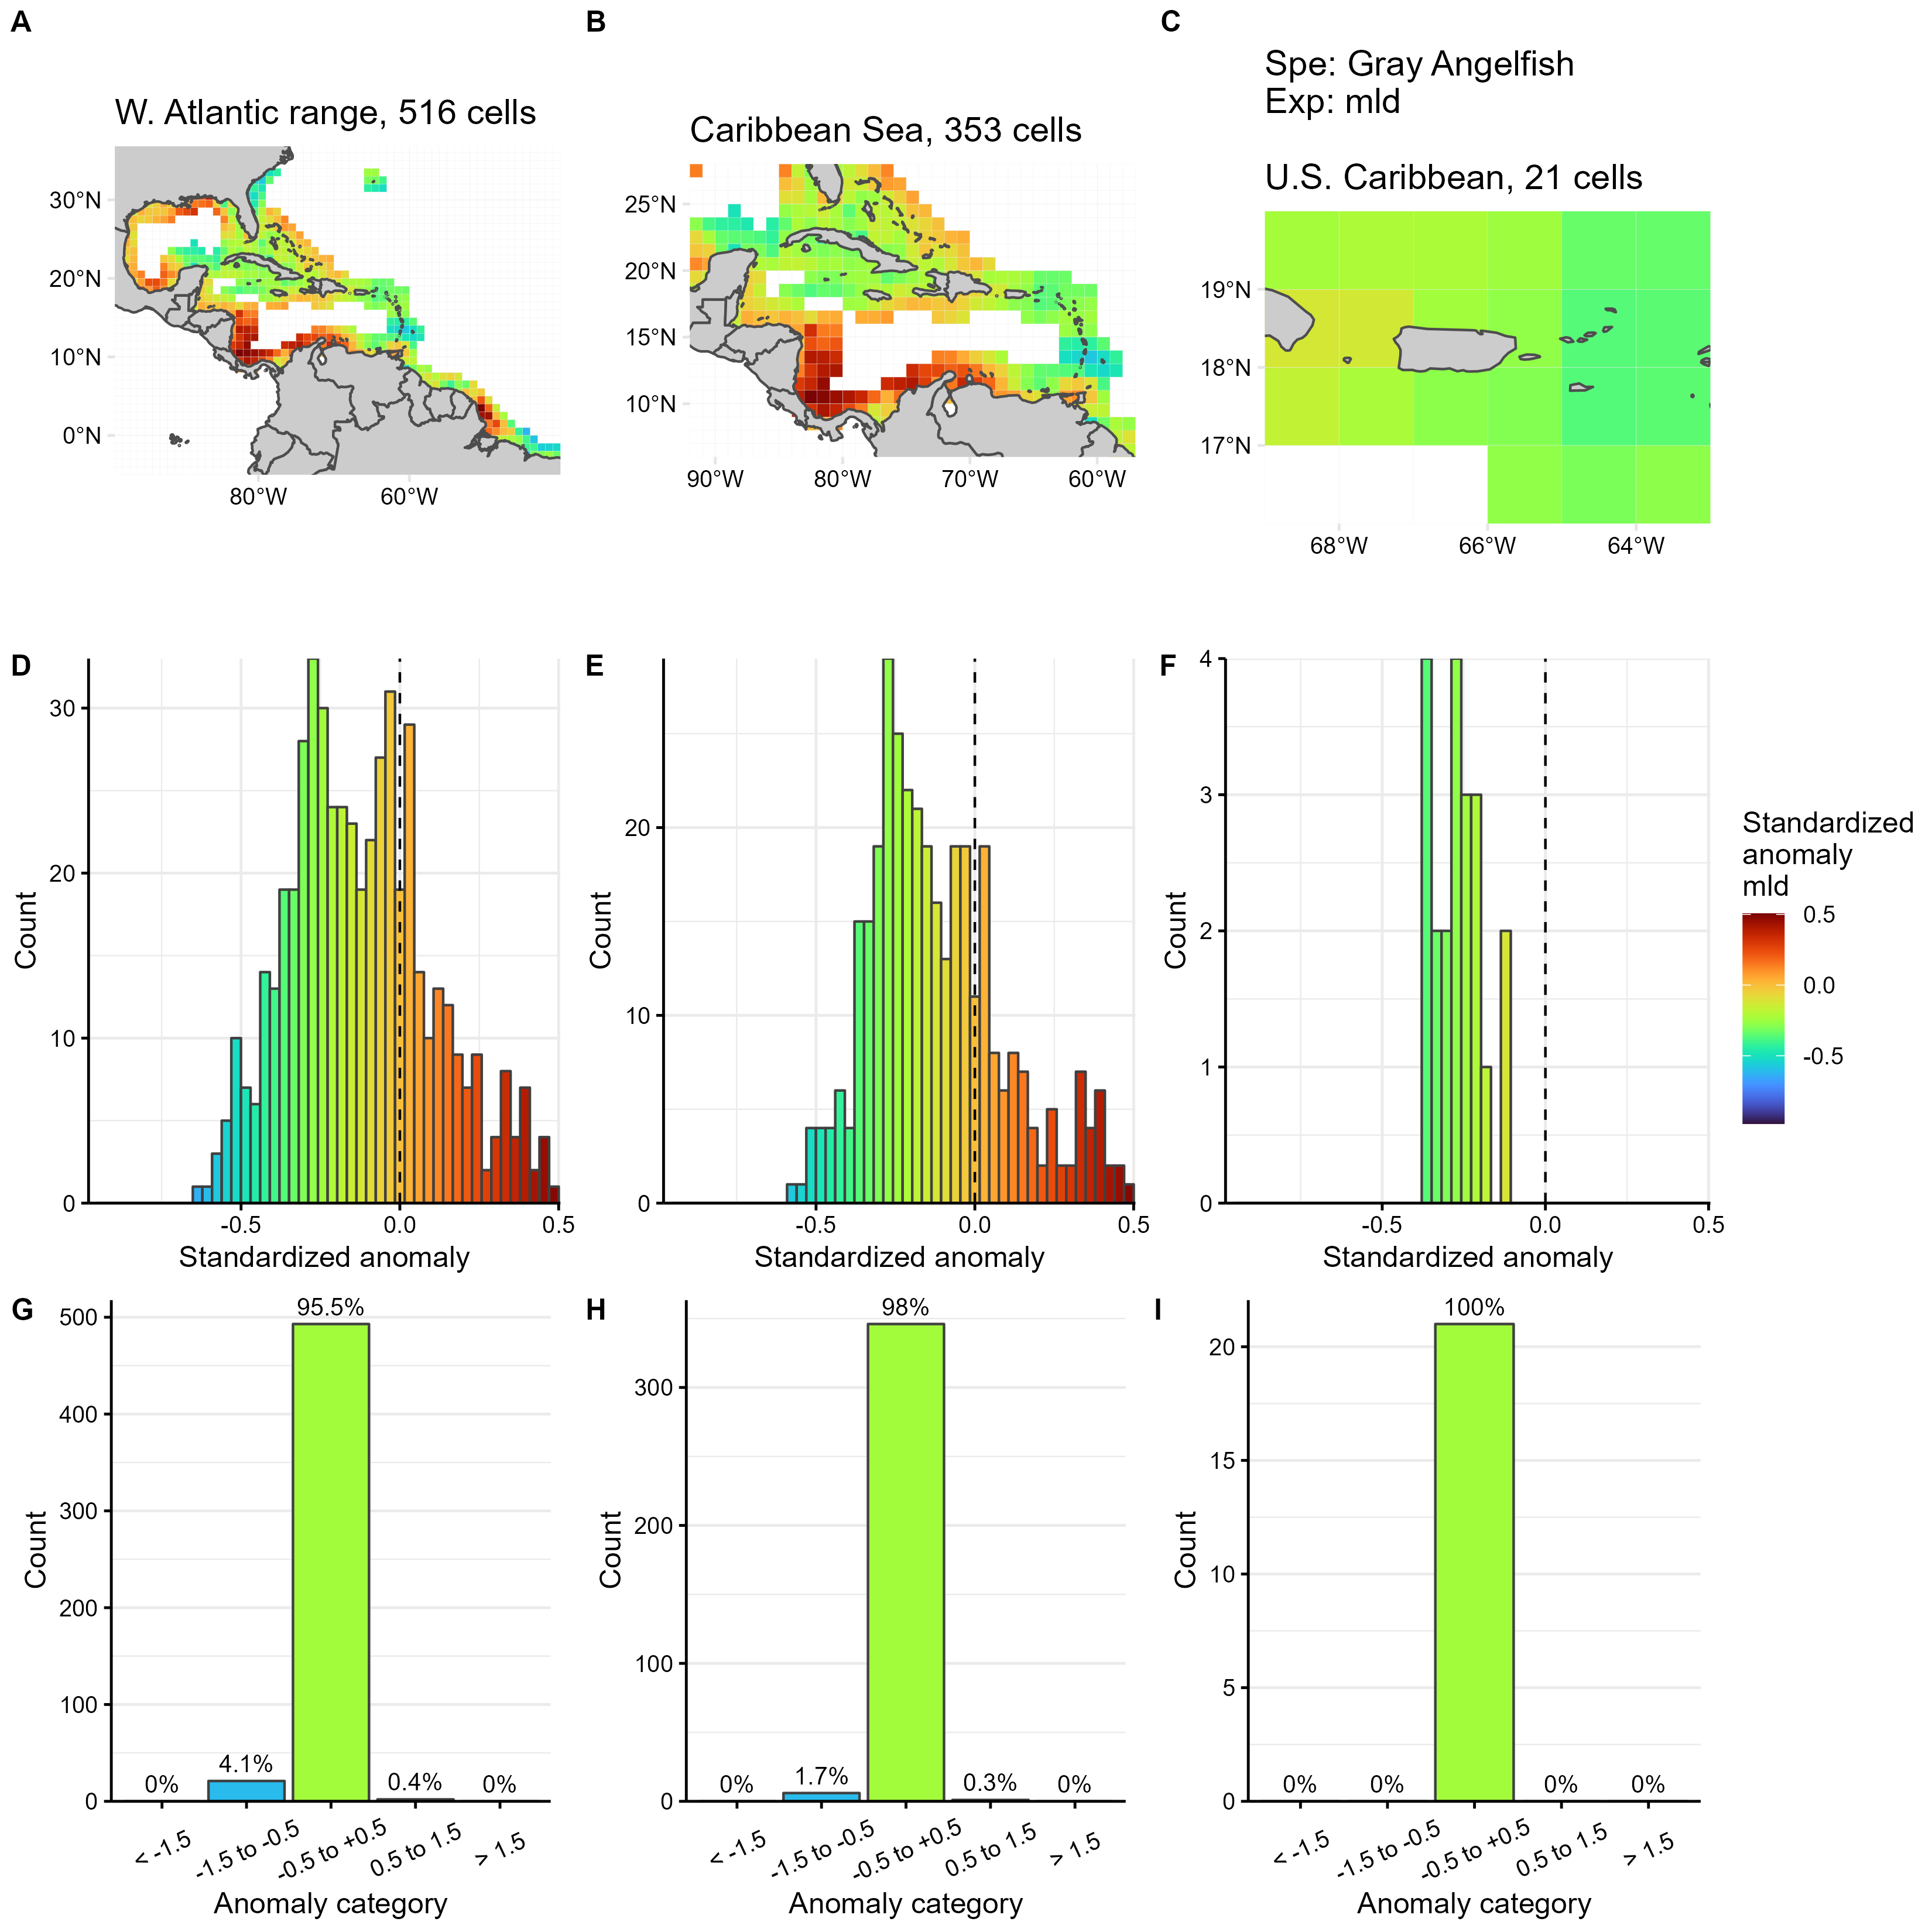 A
B
C
W. Atlantic range, 516 cells
Caribbean Sea, 353 cells
Spe: Gray Angelfish
Exp: mld
U.S. Caribbean, 21 cells
30°N
20°N
10°N
0°N
80°W
60°W
25°N
20°N
15°N
10°N
90°W
80°W
70°W
60°W
19°N
18°N
17°N
68°W
66°W
64°W
D
Count
30
20
10
0
-0.5
0.0
0.5
Standardized anomaly
E
Count
20
10
0
-0.5
0.0
0.5
Standardized anomaly
F
Count
4
3
2
1
0
-0.5
0.0
0.5
Standardized anomaly
Standardized
anomaly
mld
0.5
0.0
-0.5
G
Count
500
400
300
200
100
0
0%
4.1%
95.5%
0.4%
0%
< -1.5
-1.5 to -0.5
-0.5 to +0.5
0.5 to 1.5
> 1.5
Anomaly category
H
Count
300
200
100
0
0%
1.7%
98%
0.3%
0%
< -1.5
-1.5 to -0.5
-0.5 to +0.5
0.5 to 1.5
> 1.5
Anomaly category
I
Count
20
15
10
5
0
0%
0%
100%
0%
0%
< -1.5
-1.5 to -0.5
-0.5 to +0.5
0.5 to 1.5
> 1.5
Anomaly category